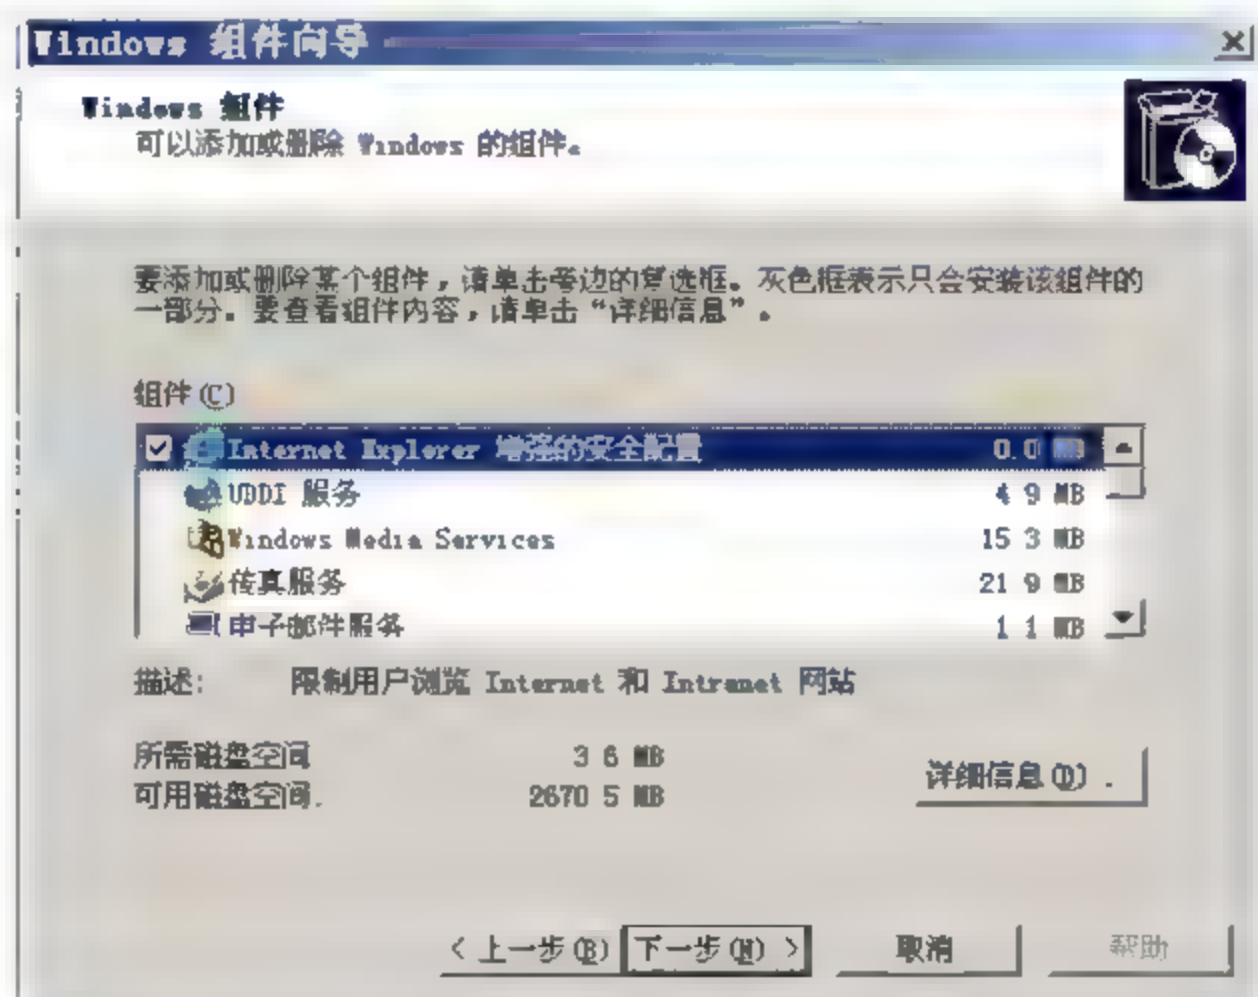 Windows 组件向导
Windows 组件
可以添加或删除 Windows 的组件。
要添加或删除某个组件，请单击旁边的复选框。灰色框表示只会安装该组件的
一部分。要查看组件内容，请单击“详细信息”。
组件(C)
Internet Explorer 增强的安全配置 0.0 MB
UDDI 服务 4 9 MB
Windows Media Services 15 3 MB
传真服务 21 9 MB
电子邮件服务 1 1 MB
描述: 限制用户浏览 Internet 和 Intranet 网站
所需磁盘空间 3 6 MB
可用磁盘空间. 2670 5 MB
详细信息(D) .
< 上一步(B) 下一步(N) > 取消 帮助